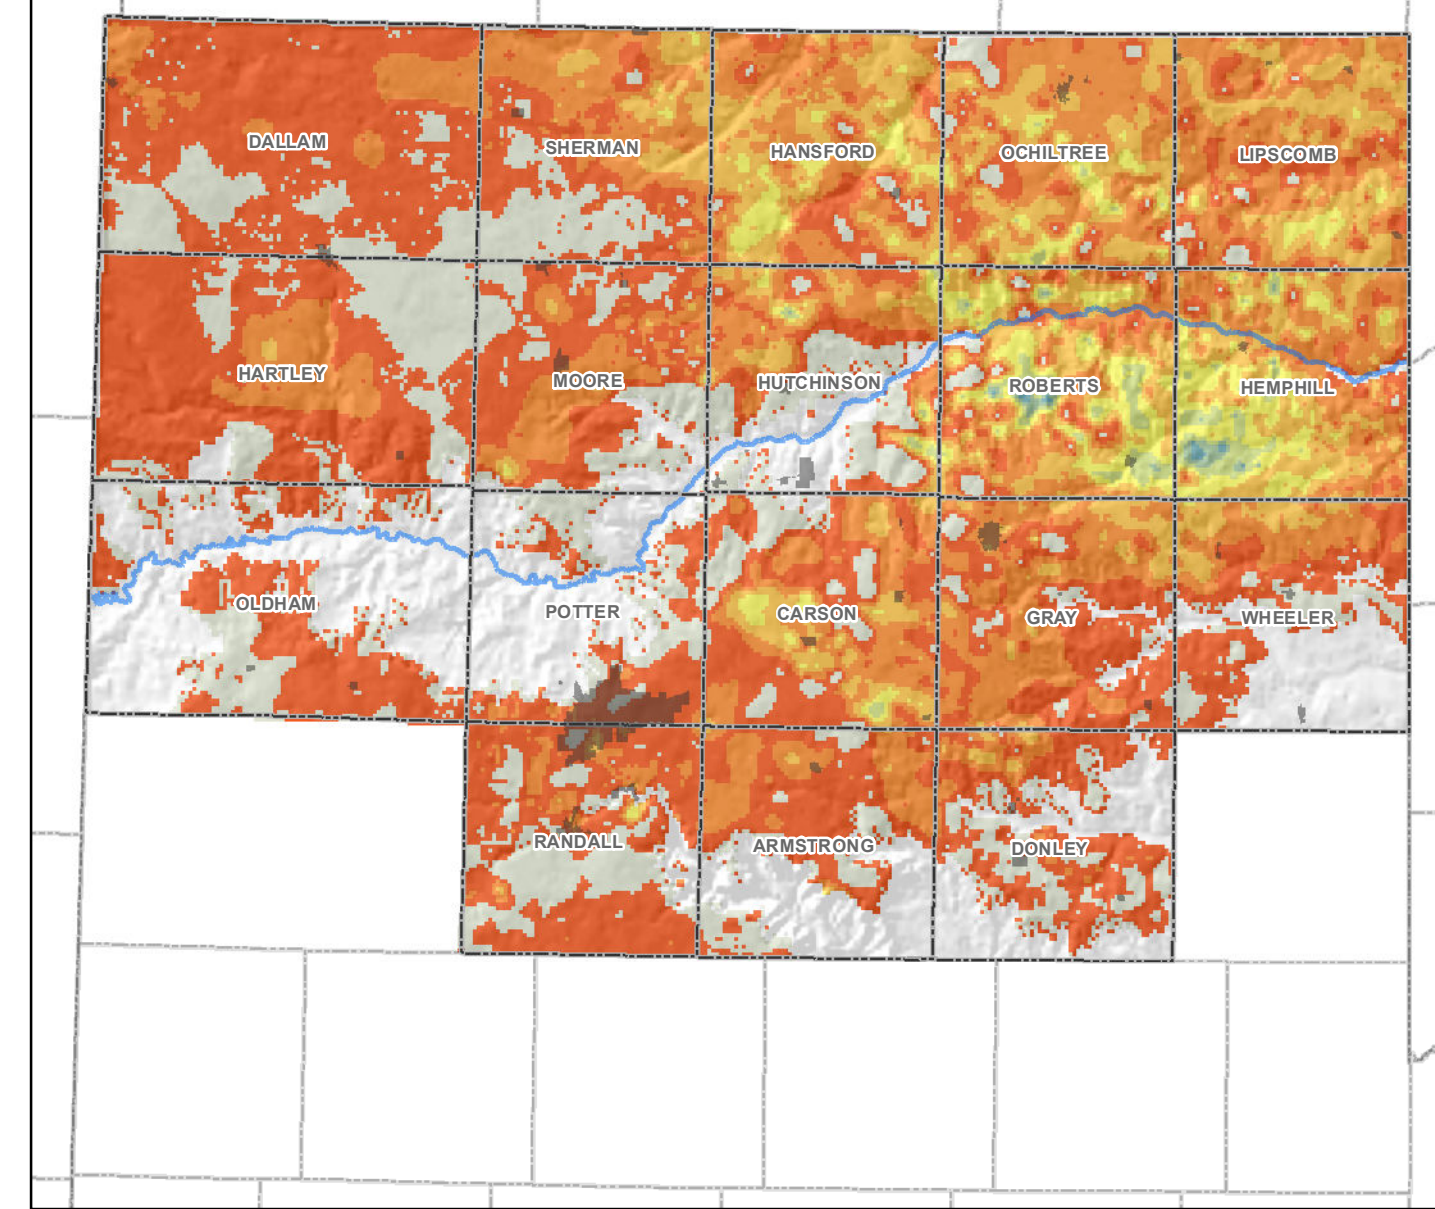 DALLAM
SHERMAN
HANSFORD
OCHILTREE
LIPSCOMB
HARTLEY
MOORE
HUTCHINSON
ROBERTS
HEMPHILL
OLDHAM
POTTER
CARSON
GRAY
WHEELER
RANDALL
ARMSTRONG
DONLEY